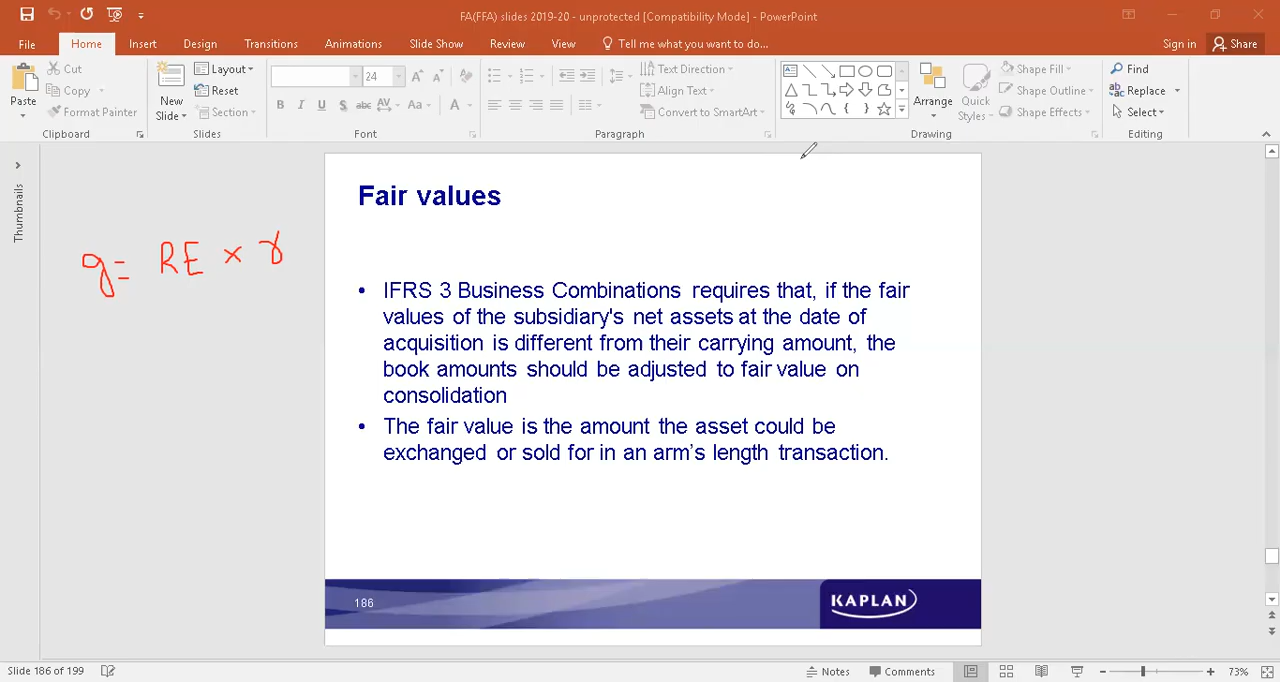 FA(FFA) slides 2019-20 - unprotected [Compatibility Mode] - PowerPoint
File Home Insert Design Transitions Animations Slide Show Review View Tell me what you want to do... Sign in Share
Paste Cut Copy Format Painter Clipboard
New Slide Layout Reset Section Slides
24 B I U S abc AV Aa A Font
Text Direction Align Text Convert to SmartArt Paragraph
Arrange Quick Styles Shape Fill Shape Outline Shape Effects Drawing
Find Replace Select Editing
Thumbnails
g= RE × r
Fair values
• IFRS 3 Business Combinations requires that, if the fair
values of the subsidiary's net assets at the date of
acquisition is different from their carrying amount, the
book amounts should be adjusted to fair value on
consolidation
• The fair value is the amount the asset could be
exchanged or sold for in an arm's length transaction.
186
KAPLAN
Slide 186 of 199 Notes Comments 73%